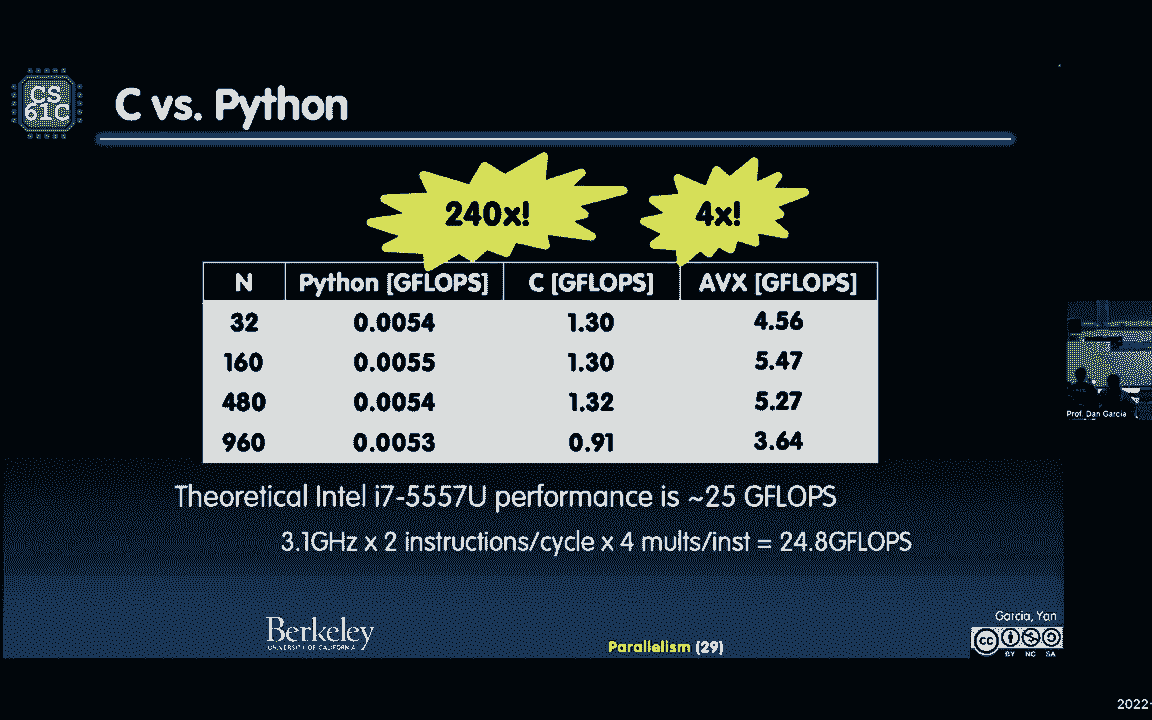 CS
61C
C vs. Python
240x!
4x!
N Python [GFLOPS] C [GFLOPS] AVX [GFLOPS]
32 0.0054 1.30 4.56
160 0.0055 1.30 5.47
480 0.0054 1.32 5.27
960 0.0053 0.91 3.64
Theoretical Intel i7-5557U performance is ~25 GFLOPS
3.1GHz x 2 instructions/cycle x 4 mults/inst = 24.8GFLOPS
Prof. Dan Garcia
Garcia, Yan
Berkeley
UNIVERSITY OF CALIFORNIA
Parallelism (29)
cc
BY NC SA
2022-